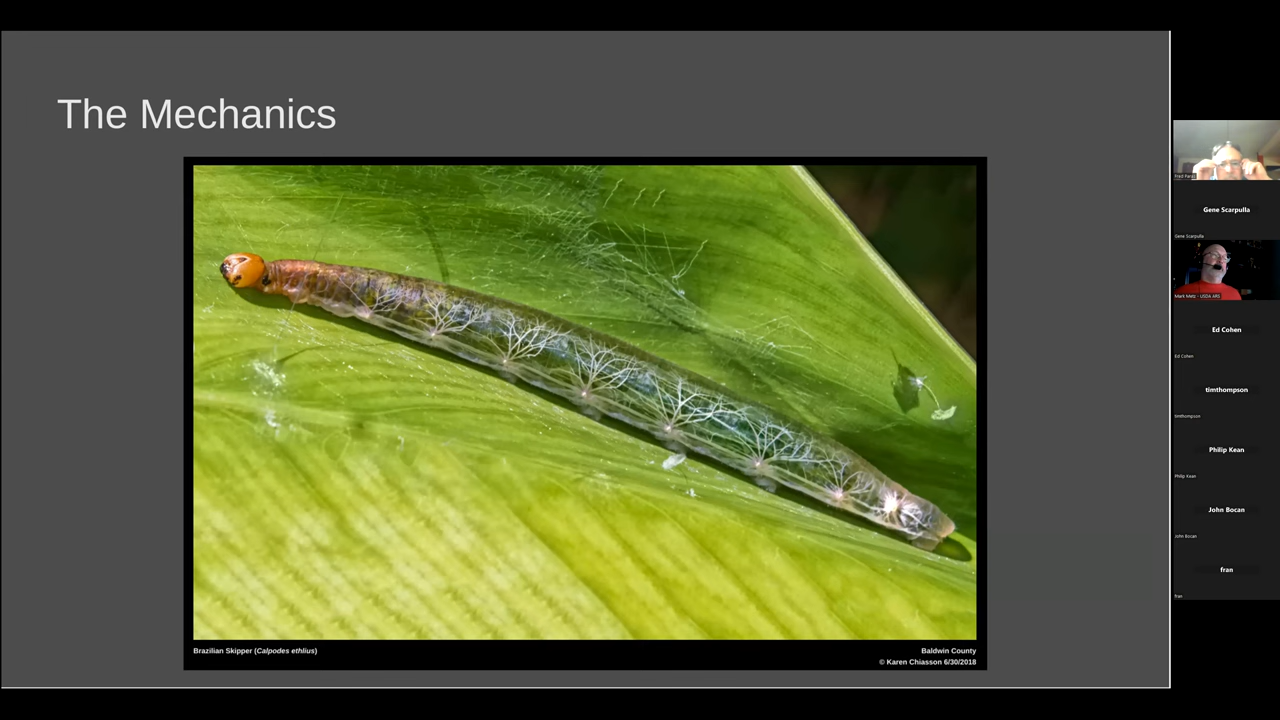 The Mechanics
Brazilian Skipper (Calpodes ethlius)
Baldwin County
© Karen Chiasson 6/30/2018
Gene Scarpulla
Gene Scarpulla
Mark Metz - USDA ARS
Ed Cohen
Ed Cohen
timthompson
timthompson
Philip Kean
Philip Kean
John Bocan
John Bocan
fran
fran